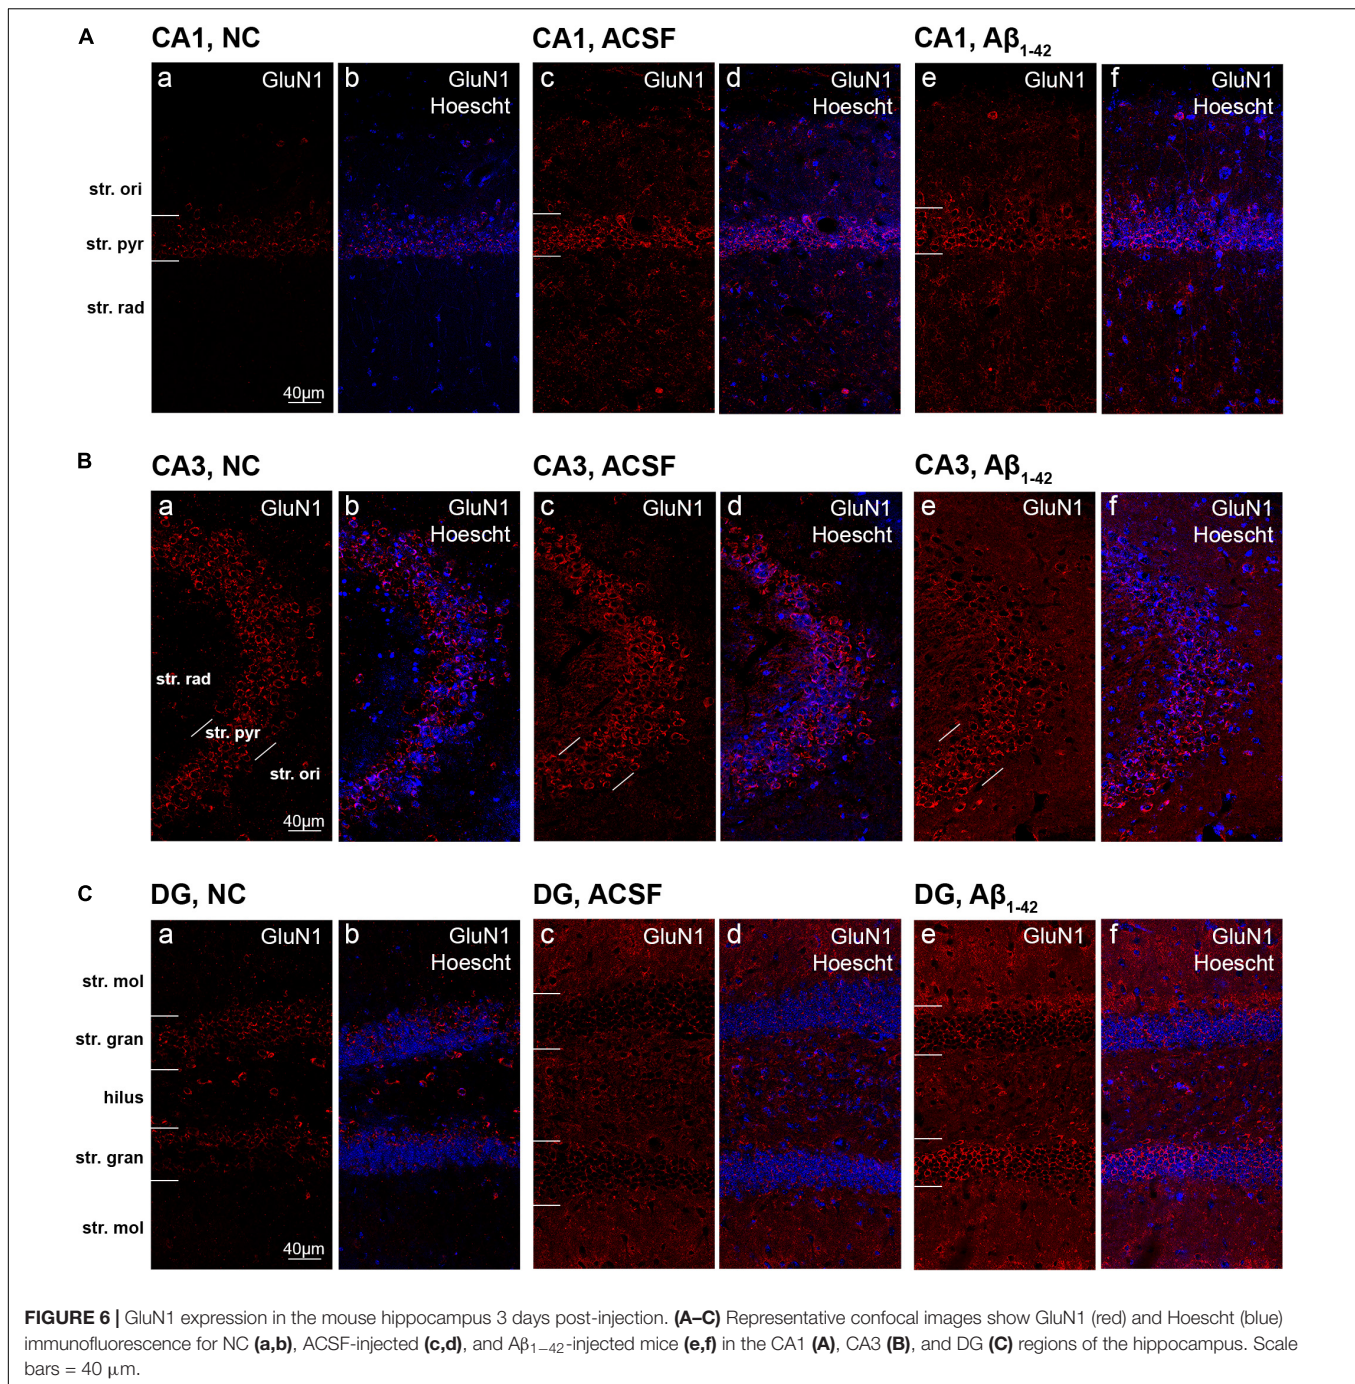 A
CA1, NC
CA1, ACSF
CA1, Aβ1-42
a
GluN1
b
GluN1
Hoescht
c
GluN1
d
GluN1
Hoescht
e
GluN1
f
GluN1
Hoescht
str. ori
str. pyr
str. rad
40µm
B
CA3, NC
CA3, ACSF
CA3, Aβ1-42
a
GluN1
b
GluN1
Hoescht
c
GluN1
d
GluN1
Hoescht
e
GluN1
f
GluN1
Hoescht
str. rad
str. pyr
str. ori
40µm
C
DG, NC
DG, ACSF
DG, Aβ1-42
a
GluN1
b
GluN1
Hoescht
c
GluN1
d
GluN1
Hoescht
e
GluN1
f
GluN1
Hoescht
str. mol
str. gran
hilus
str. gran
str. mol
40µm
FIGURE 6 | GluN1 expression in the mouse hippocampus 3 days post-injection. (A–C) Representative confocal images show GluN1 (red) and Hoescht (blue)
immunofluorescence for NC (a,b), ACSF-injected (c,d), and Aβ1−42-injected mice (e,f) in the CA1 (A), CA3 (B), and DG (C) regions of the hippocampus. Scale
bars = 40 µm.